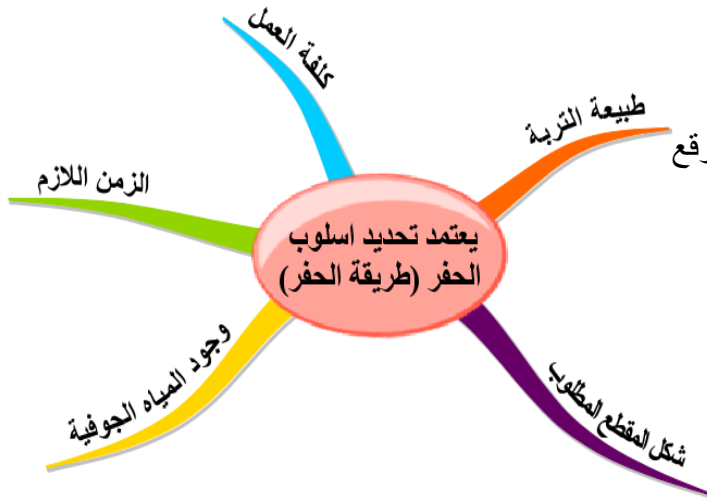 كلفة العمل
طبيعة التربة
الزمن اللازم
يعتمد تحديد اسلوب
الحفر (طريقة الحفر)
وجود المياه الجوفية
شكل المقطع المطلوب